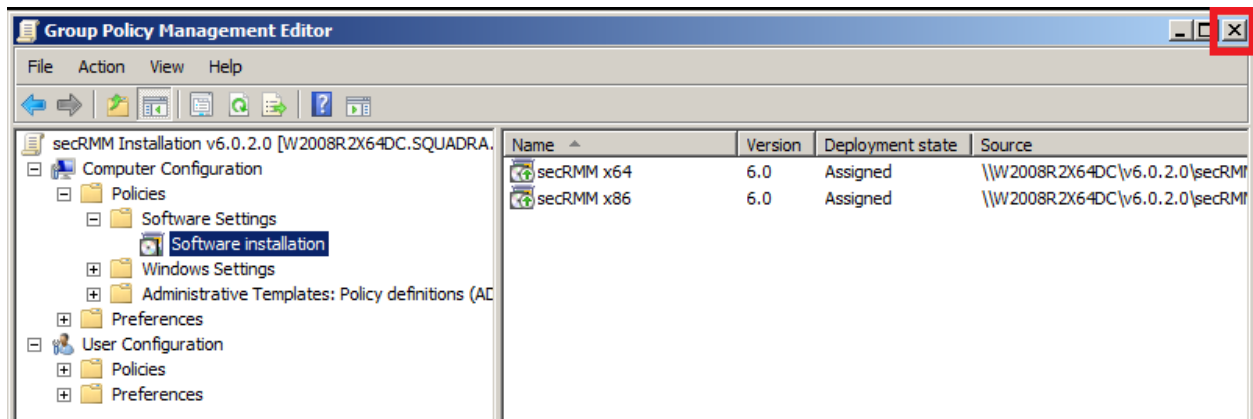 Group Policy Management Editor
File Action View Help
secRMM Installation v6.0.2.0 [W2008R2X64DC.SQUADRA.
Computer Configuration
Policies
Software Settings
Software installation
Windows Settings
Administrative Templates: Policy definitions (AD
Preferences
User Configuration
Policies
Preferences
Name Version Deployment state Source
secRMM x64 6.0 Assigned \\W2008R2X64DC\v6.0.2.0\secRM
secRMM x86 6.0 Assigned \\W2008R2X64DC\v6.0.2.0\secRM